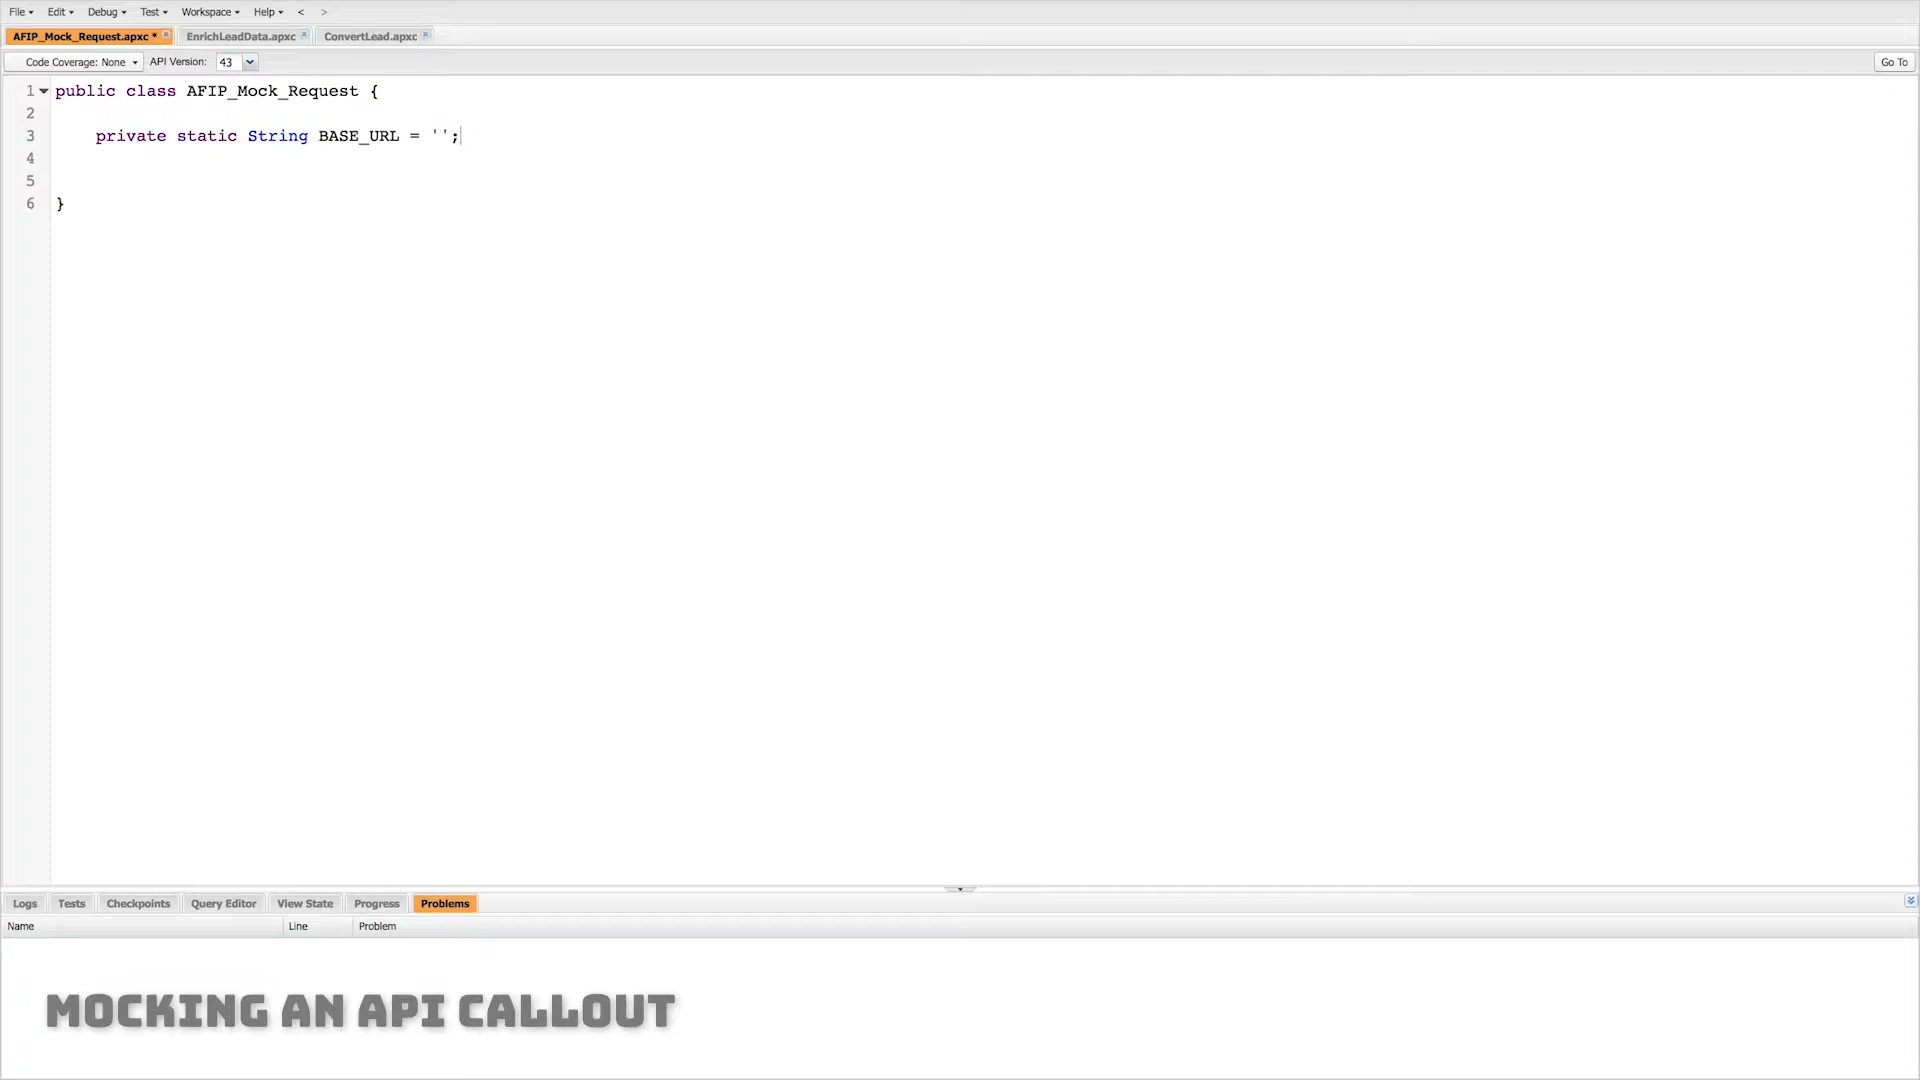 File Edit Debug Test Workspace Help < >
AFIP_Mock_Request.apxc * EnrichLeadData.apxc ConvertLead.apxc
Code Coverage: None API Version: 43 Go To
1 public class AFIP_Mock_Request {
2
3 private static String BASE_URL = '';
4
5
6 }
Logs Tests Checkpoints Query Editor View State Progress Problems
Name Line Problem
MOCKING AN API CALLOUT